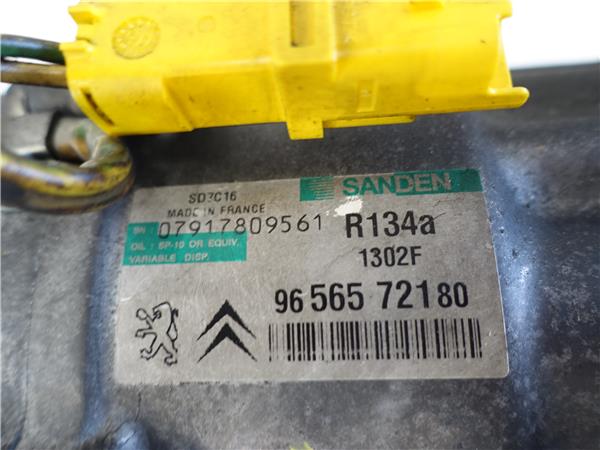 SD7C16
SANDEN
MADE IN FRANCE
SN: 07917809561
R134a
OIL: SP-10 OR EQUIV.
1302F
VARIABLE DISP.
96 565 721 80